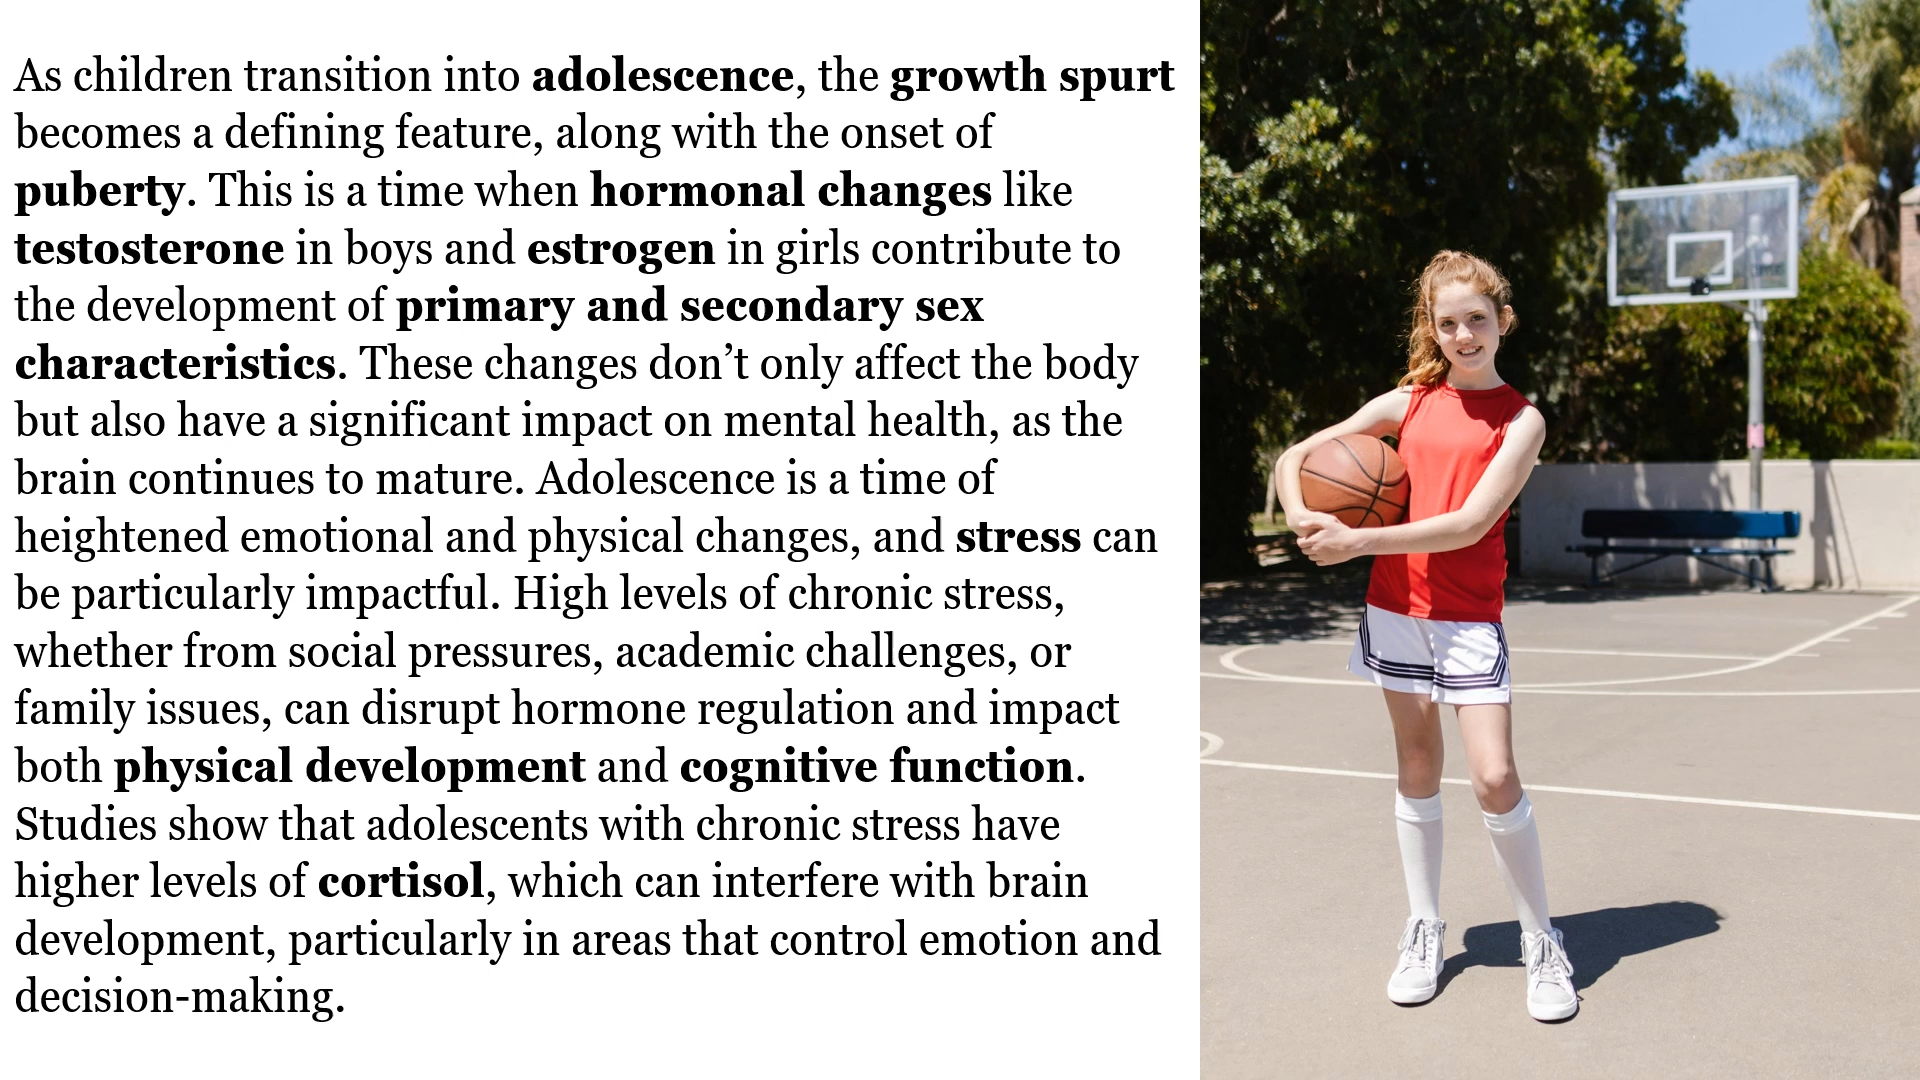 As children transition into adolescence, the growth spurt
becomes a defining feature, along with the onset of
puberty. This is a time when hormonal changes like
testosterone in boys and estrogen in girls contribute to
the development of primary and secondary sex
characteristics. These changes don’t only affect the body
but also have a significant impact on mental health, as the
brain continues to mature. Adolescence is a time of
heightened emotional and physical changes, and stress can
be particularly impactful. High levels of chronic stress,
whether from social pressures, academic challenges, or
family issues, can disrupt hormone regulation and impact
both physical development and cognitive function.
Studies show that adolescents with chronic stress have
higher levels of cortisol, which can interfere with brain
development, particularly in areas that control emotion and
decision-making.